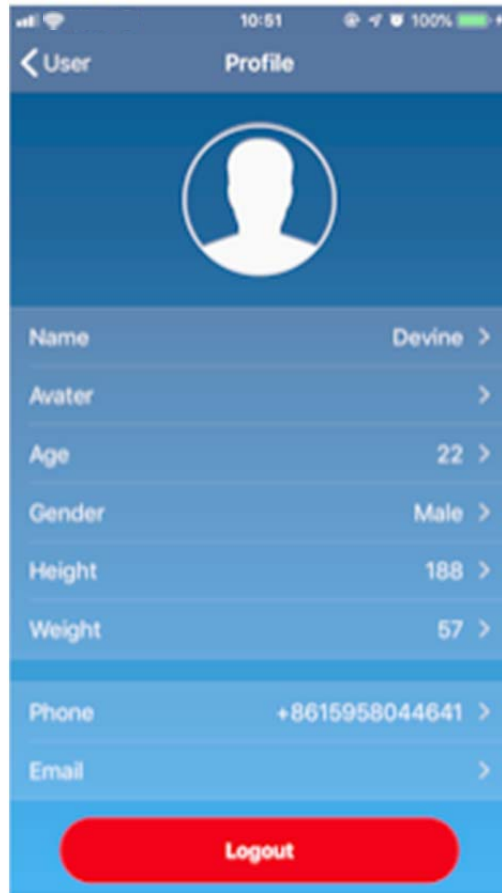 10:51 100%
User Profile
Name Devine
Avater
Age 22
Gender Male
Height 188
Weight 57
Phone +8615958044641
Email
Logout